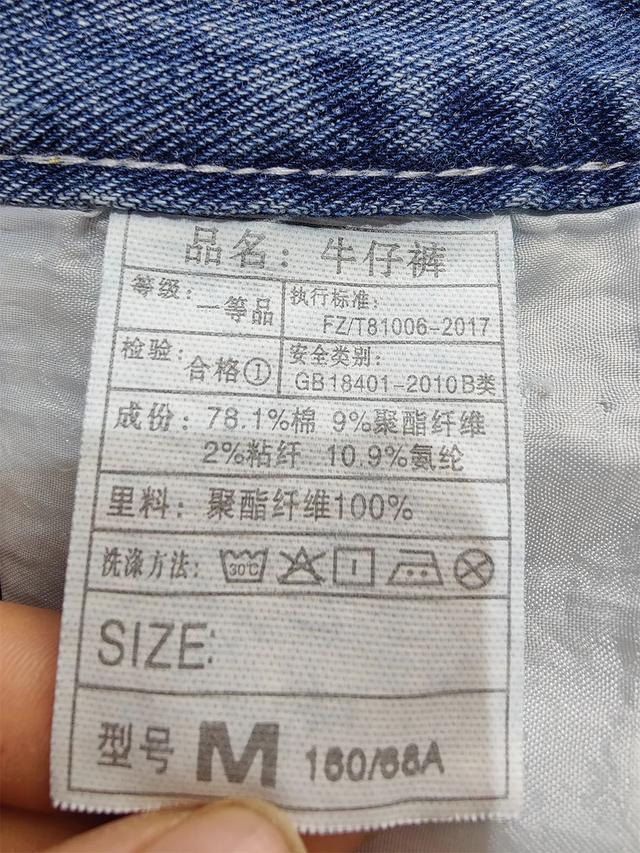 品名：牛仔裤
等级：一等品
执行标准：
FZ/T81006-2017
检验：合格①
安全类别：
GB18401-2010B类
成份：78.1%棉 9%聚酯纤维
2%粘纤 10.9%氨纶
里料：聚酯纤维100%
洗涤方法：30℃
SIZE:
型号 M 160/66A